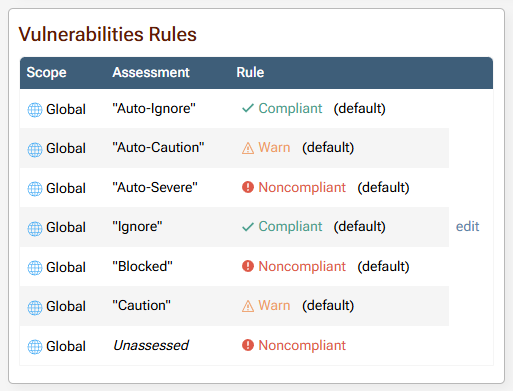 Vulnerabilities Rules
Scope Assessment Rule
Global "Auto-Ignore" Compliant (default)
Global "Auto-Caution" Warn (default)
Global "Auto-Severe" Noncompliant (default)
Global "Ignore" Compliant (default) edit
Global "Blocked" Noncompliant (default)
Global "Caution" Warn (default)
Global Unassessed Noncompliant